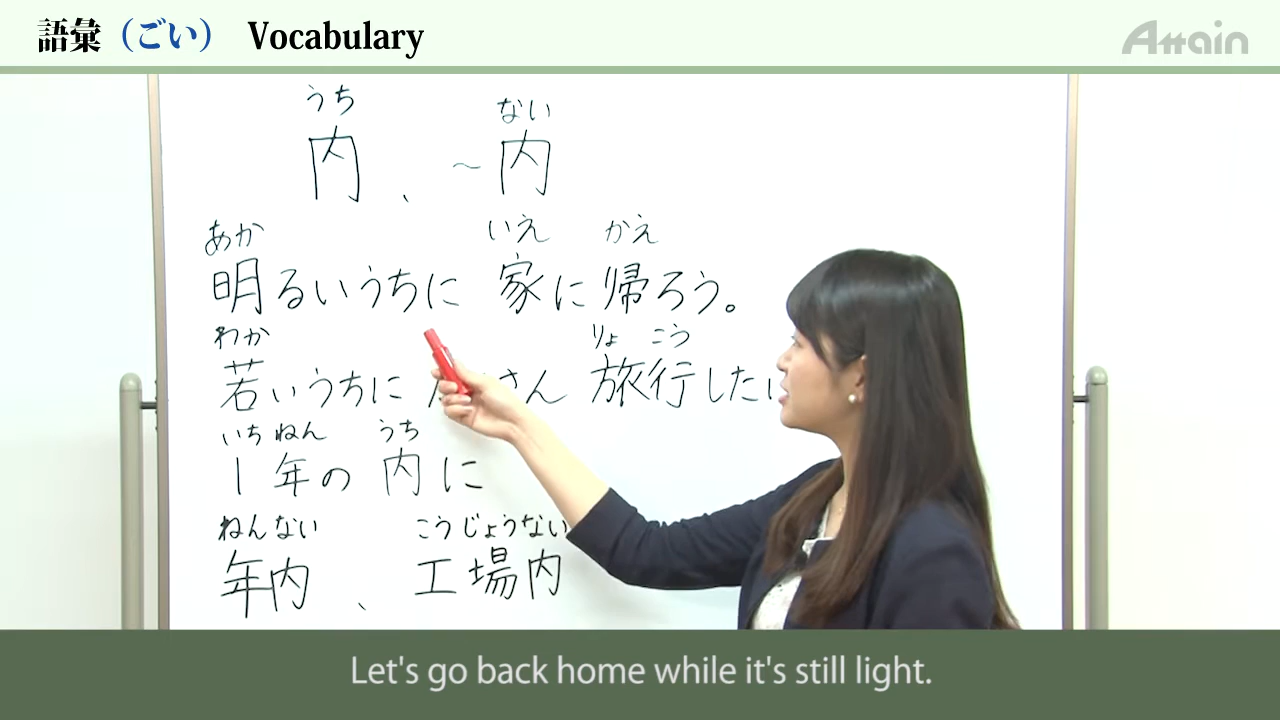 語彙（ごい） Vocabulary
Attain
うち ない
内、～内
あか いえ かえ
明るいうちに 家に帰ろう。
わか りょ こう
若いうちに さん 旅行した
いち ねん うち
1年の内に
ねん ない こう じょう ない
年内、工場内
Let's go back home while it's still light.